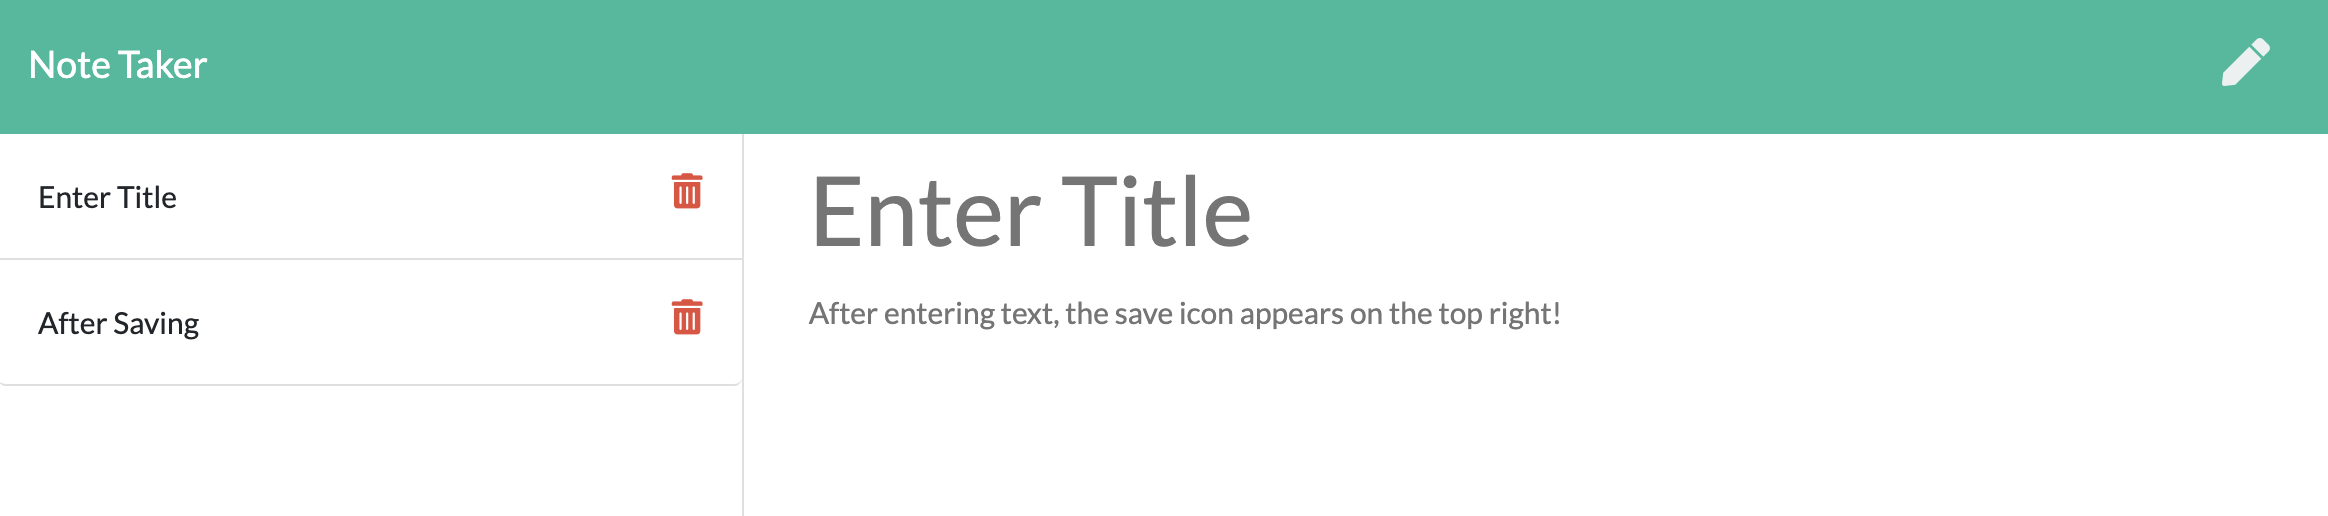 Note Taker
Enter Title
After Saving
Enter Title
After entering text, the save icon appears on the top right!